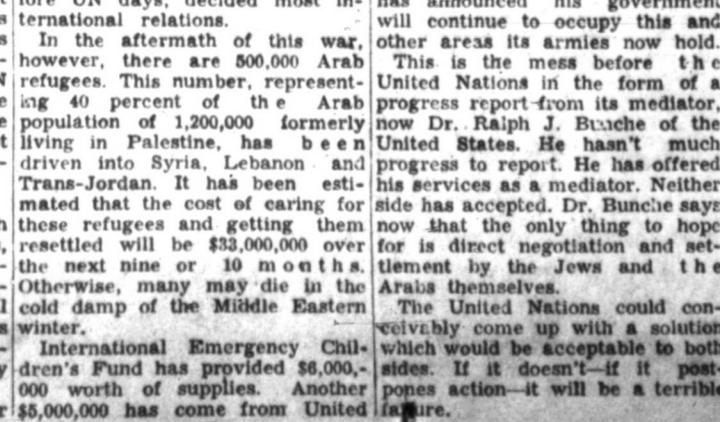 fore UN days, decided most in-
ternational relations.
In the aftermath of this war,
however, there are 500,000 Arab
refugees. This number, represent-
ing 40 percent of the Arab
population of 1,200,000 formerly
living in Palestine, has been
driven into Syria, Lebanon and
Trans-Jordan. It has been esti-
mated that the cost of caring for
these refugees and getting them
resettled will be $33,000,000 over
the next nine or 10 months.
Otherwise, many may die in the
cold damp of the Middle Eastern
winter.
International Emergency Chil-
dren's Fund has provided $6,000,-
000 worth of supplies. Another
$5,000,000 has come from United
has announced his government
will continue to occupy this and
other areas its armies now hold.
This is the mess before the
United Nations in the form of a
progress report from its mediator,
now Dr. Ralph J. Bunche of the
United States. He hasn't much
progress to report. He has offered
his services as a mediator. Neither
side has accepted. Dr. Bunche says
now that the only thing to hope
for is direct negotiation and set-
tlement by the Jews and the
Arabs themselves.
The United Nations could con-
ceivably come up with a solution
which would be acceptable to both
sides. If it doesn't—if it post-
pones action—it will be a terrible
failure.